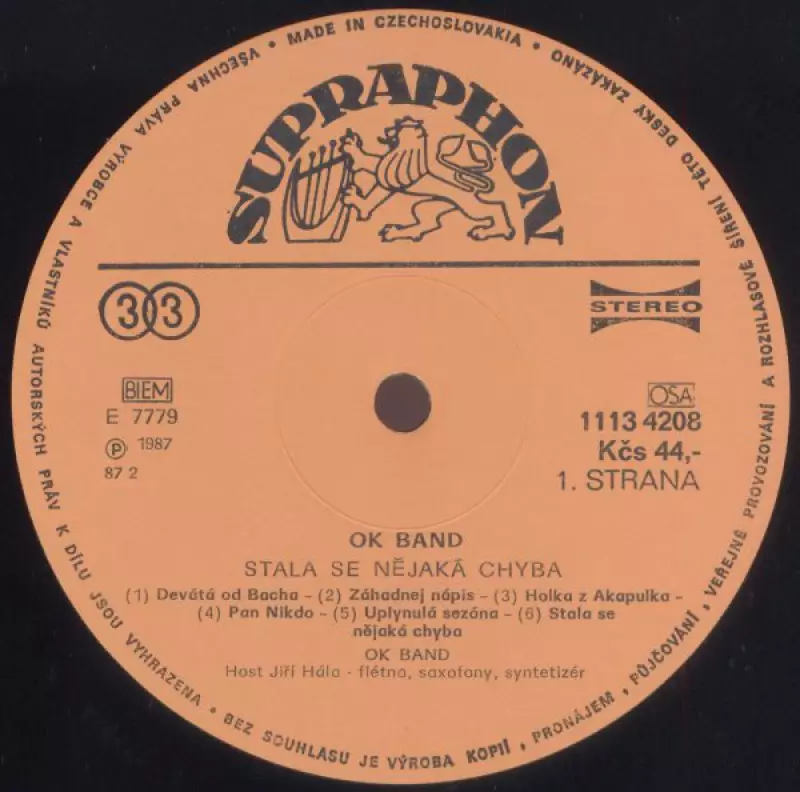 VŠECHNA PRÁVA VÝROBCE A VLASTNÍKŮ AUTORSKÝCH PRÁV K DÍLU JSOU VYHRAZENA • BEZ SOUHLASU JE VÝROBA KOPIÍ, PRONÁJEM, PŮJČOVÁNÍ, VEŘEJNÉ PROVOZOVÁNÍ A ROZHLASOVÉ ŠÍŘENÍ TÉTO DESKY ZAKÁZÁNO • MADE IN CZECHOSLOVAKIA •
SUPRAPHON
33
STEREO
BIEM
E 7779
℗ 1987
87 2
OSA
1113 4208
Kčs 44,-
1. STRANA
OK BAND
STALA SE NĚJAKÁ CHYBA
(1) Devátá od Bacha – (2) Záhadnej nápis – (3) Holka z Akapulka –
(4) Pan Nikdo – (5) Uplynulá sezóna – (6) Stala se
nějaká chyba
OK BAND
Host Jiří Hála - flétna, saxofony, syntetizér